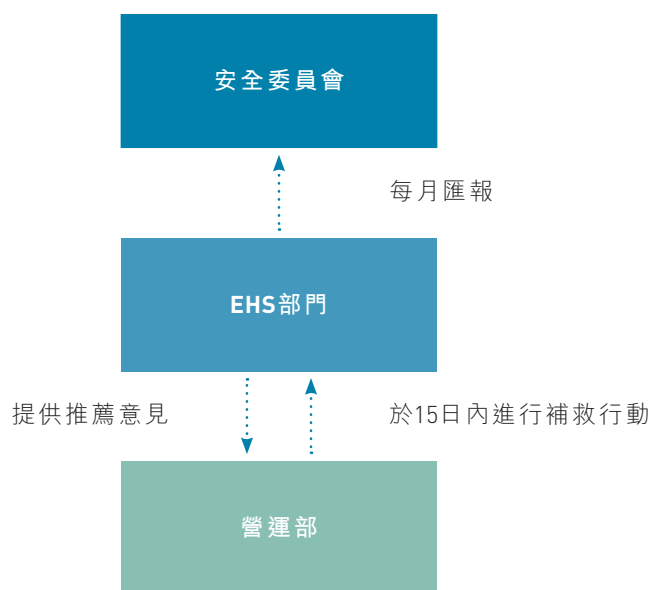 安全委員會
每月匯報
EHS部門
提供推薦意見
於15日內進行補救行動
營運部